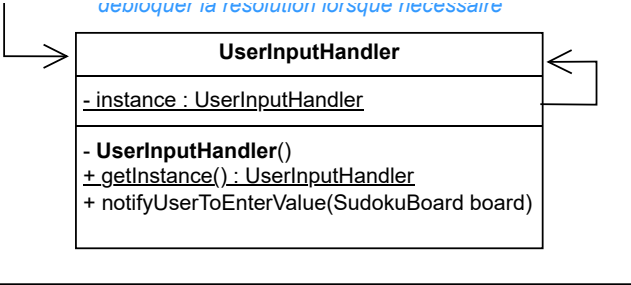 débloquer la résolution lorsque nécessaire
UserInputHandler
- instance : UserInputHandler
- UserInputHandler()
+ getInstance() : UserInputHandler
+ notifyUserToEnterValue(SudokuBoard board)